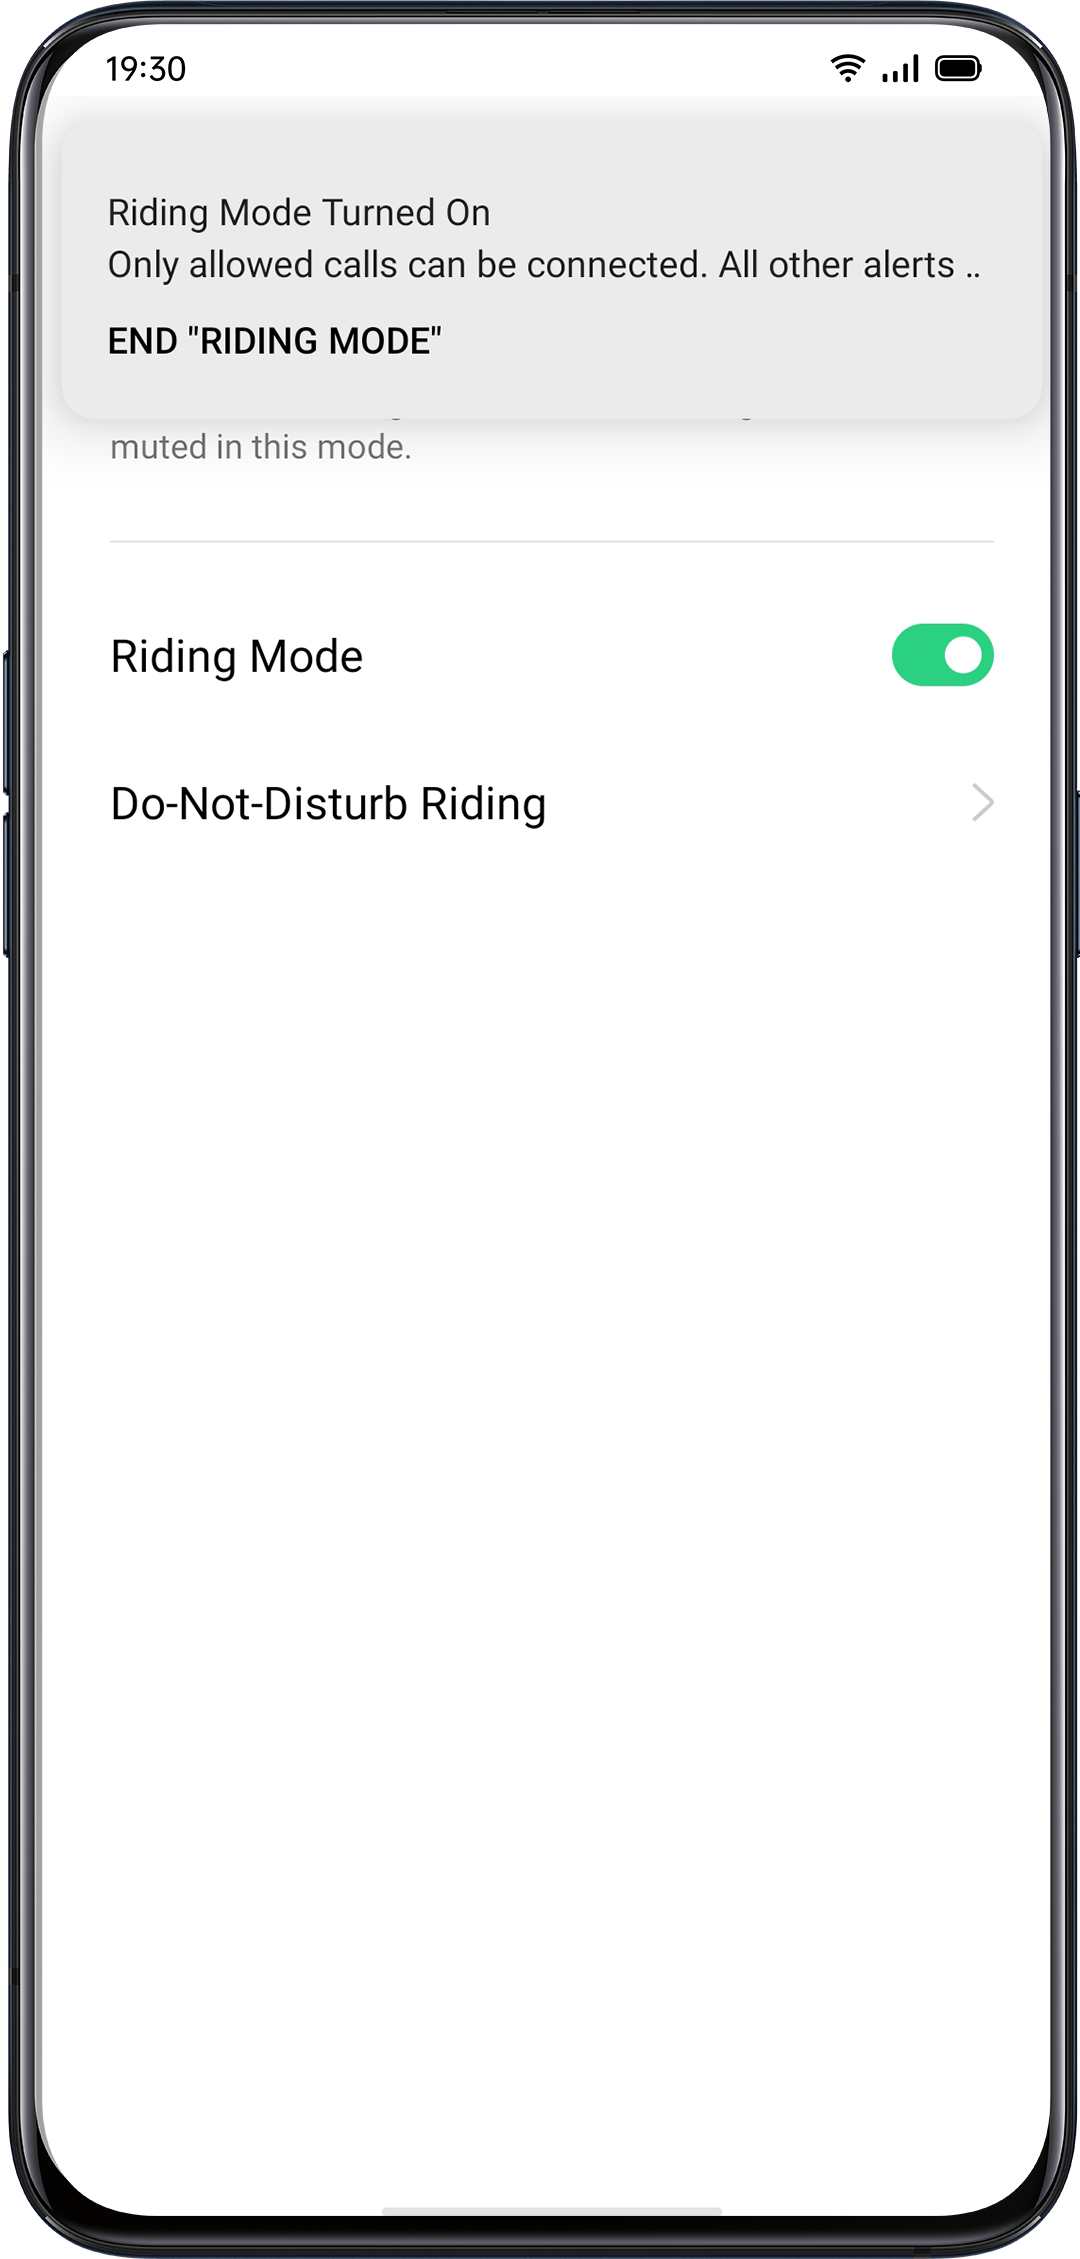 19:30
Riding Mode Turned On
Only allowed calls can be connected. All other alerts ..
END "RIDING MODE"
muted in this mode.
Riding Mode
Do-Not-Disturb Riding